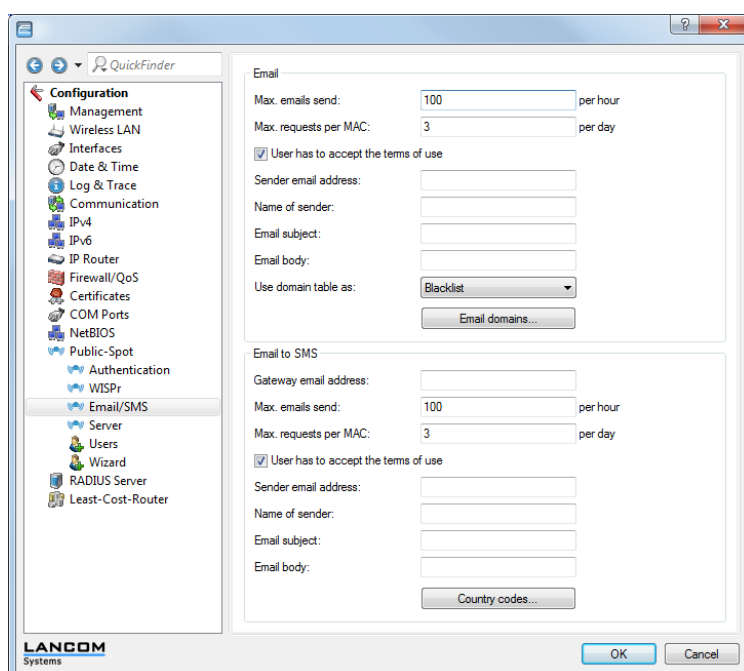 QuickFinder
Configuration
Management
Wireless LAN
Interfaces
Date & Time
Log & Trace
Communication
IPv4
IPv6
IP Router
Firewall/QoS
Certificates
COM Ports
NetBIOS
Public-Spot
Authentication
WISPr
Email/SMS
Server
Users
Wizard
RADIUS Server
Least-Cost-Router
Email
Max. emails send: 100 per hour
Max. requests per MAC: 3 per day
User has to accept the terms of use
Sender email address:
Name of sender:
Email subject:
Email body:
Use domain table as: Blacklist
Email domains...
Email to SMS
Gateway email address:
Max. emails send: 100 per hour
Max. requests per MAC: 3 per day
User has to accept the terms of use
Sender email address:
Name of sender:
Email subject:
Email body:
Country codes...
LANCOM
Systems
OK Cancel